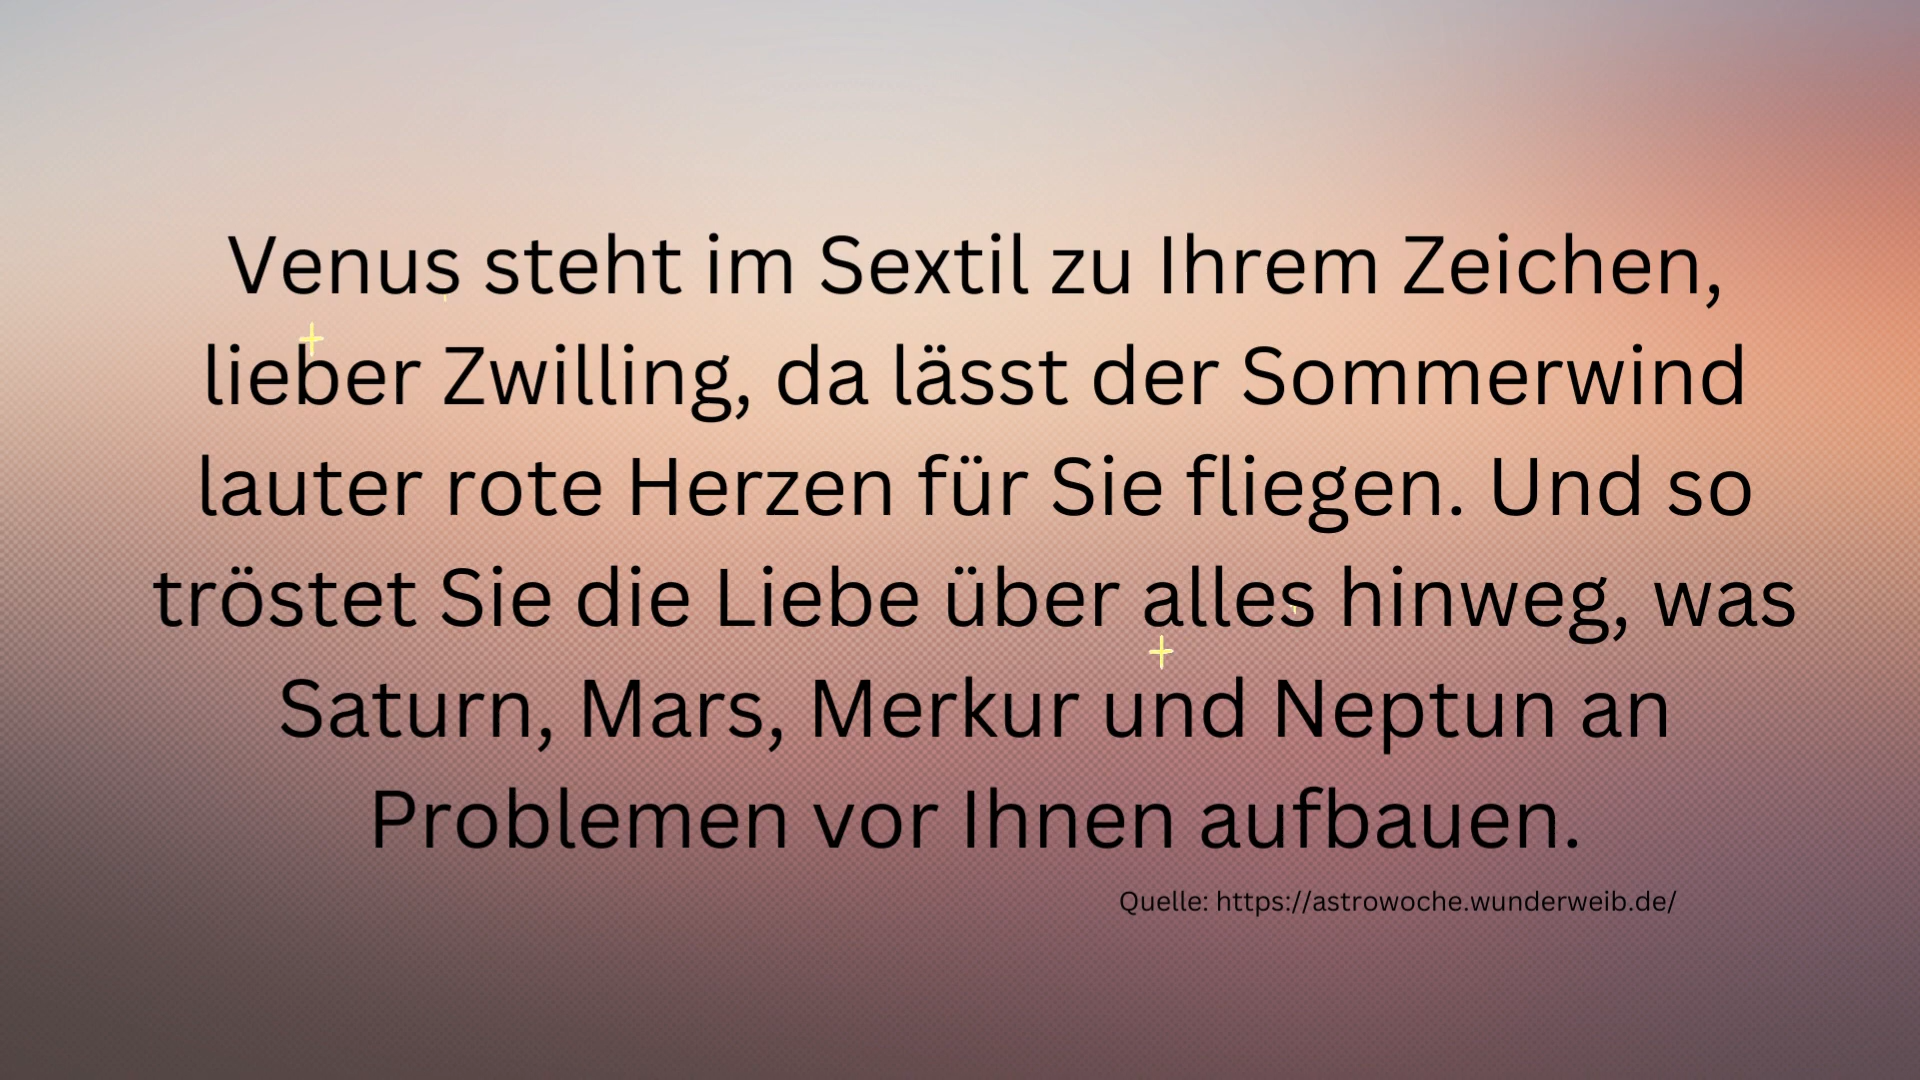 Venus steht im Sextil zu Ihrem Zeichen,
lieber Zwilling, da lässt der Sommerwind
lauter rote Herzen für Sie fliegen. Und so
tröstet Sie die Liebe über alles hinweg, was
Saturn, Mars, Merkur und Neptun an
Problemen vor Ihnen aufbauen.
Quelle: https://astrowoche.wunderweib.de/